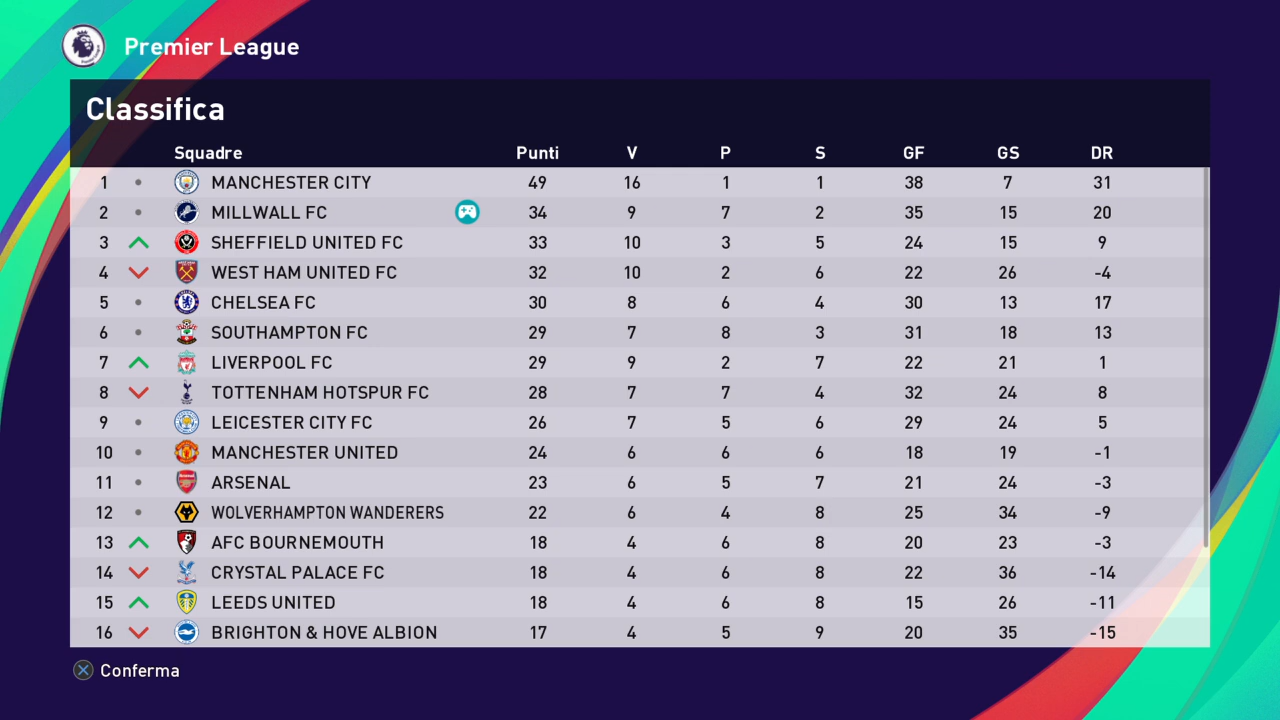 Premier League
Classifica
Squadre Punti V P S GF GS DR
1 MANCHESTER CITY 49 16 1 1 38 7 31
2 MILLWALL FC 34 9 7 2 35 15 20
3 SHEFFIELD UNITED FC 33 10 3 5 24 15 9
4 WEST HAM UNITED FC 32 10 2 6 22 26 -4
5 CHELSEA FC 30 8 6 4 30 13 17
6 SOUTHAMPTON FC 29 7 8 3 31 18 13
7 LIVERPOOL FC 29 9 2 7 22 21 1
8 TOTTENHAM HOTSPUR FC 28 7 7 4 32 24 8
9 LEICESTER CITY FC 26 7 5 6 29 24 5
10 MANCHESTER UNITED 24 6 6 6 18 19 -1
11 ARSENAL 23 6 5 7 21 24 -3
12 WOLVERHAMPTON WANDERERS 22 6 4 8 25 34 -9
13 AFC BOURNEMOUTH 18 4 6 8 20 23 -3
14 CRYSTAL PALACE FC 18 4 6 8 22 36 -14
15 LEEDS UNITED 18 4 6 8 15 26 -11
16 BRIGHTON & HOVE ALBION 17 4 5 9 20 35 -15
Conferma